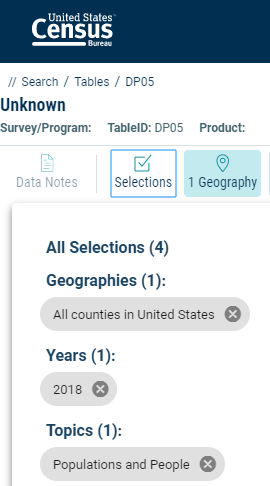 United States™
Census
Bureau
// Search / Tables / DP05
Unknown
Survey/Program: TableID: DP05 Product:
Data Notes Selections 1 Geography
All Selections (4)
Geographies (1):
All counties in United States
Years (1):
2018
Topics (1):
Populations and People